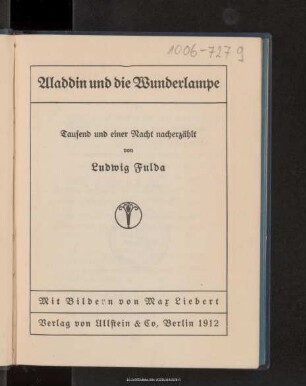 1006-727 9
Aladdin und die Wunderlampe
Tausend und einer Nacht nacherzählt
von
Ludwig Fulda
Mit Bildern von Max Liebert
Verlag von Ullstein & Co, Berlin 1912